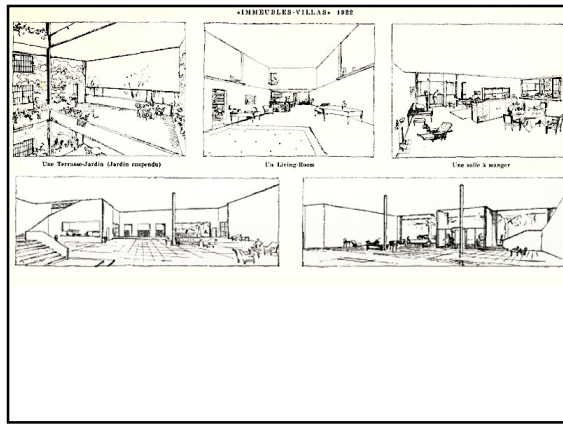 «IMMEUBLES-VILLAS» 1922
Une Terrasse-Jardin (Jardin suspendu)
Un Living-Room
Une salle à manger